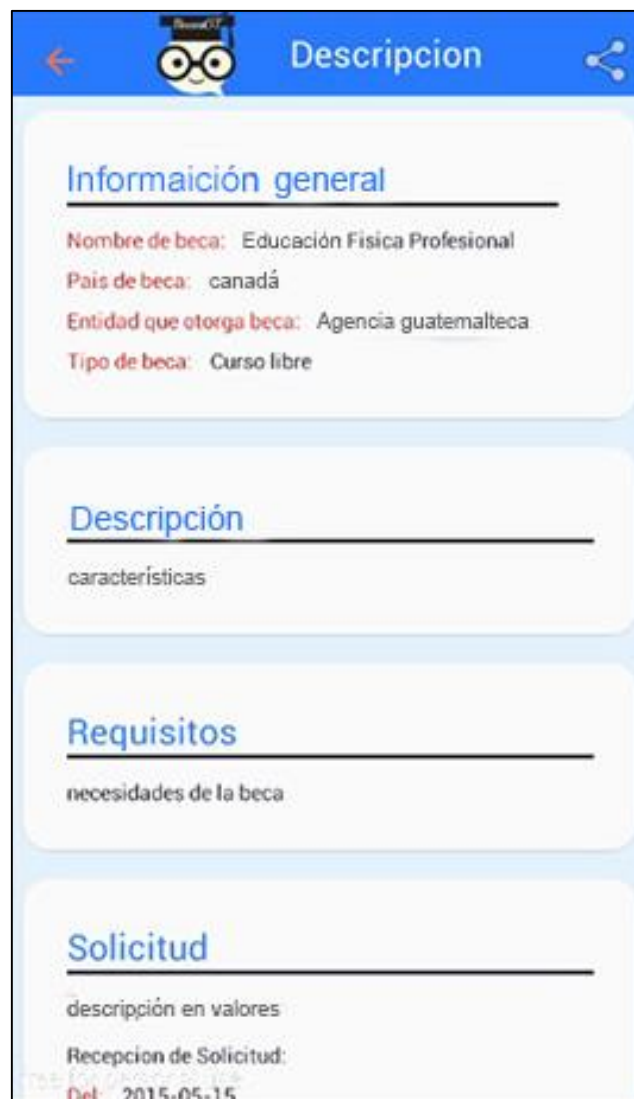 Descripcion
Informaición general
Nombre de beca: Educación Fisica Profesional
Pais de beca: canadá
Entidad que otorga beca: Agencia guatemalteca
Tipo de beca: Curso libre
Descripción
características
Requisitos
necesidades de la beca
Solicitud
descripción en valores
Recepcion de Solicitud:
Del: 2015-05-15